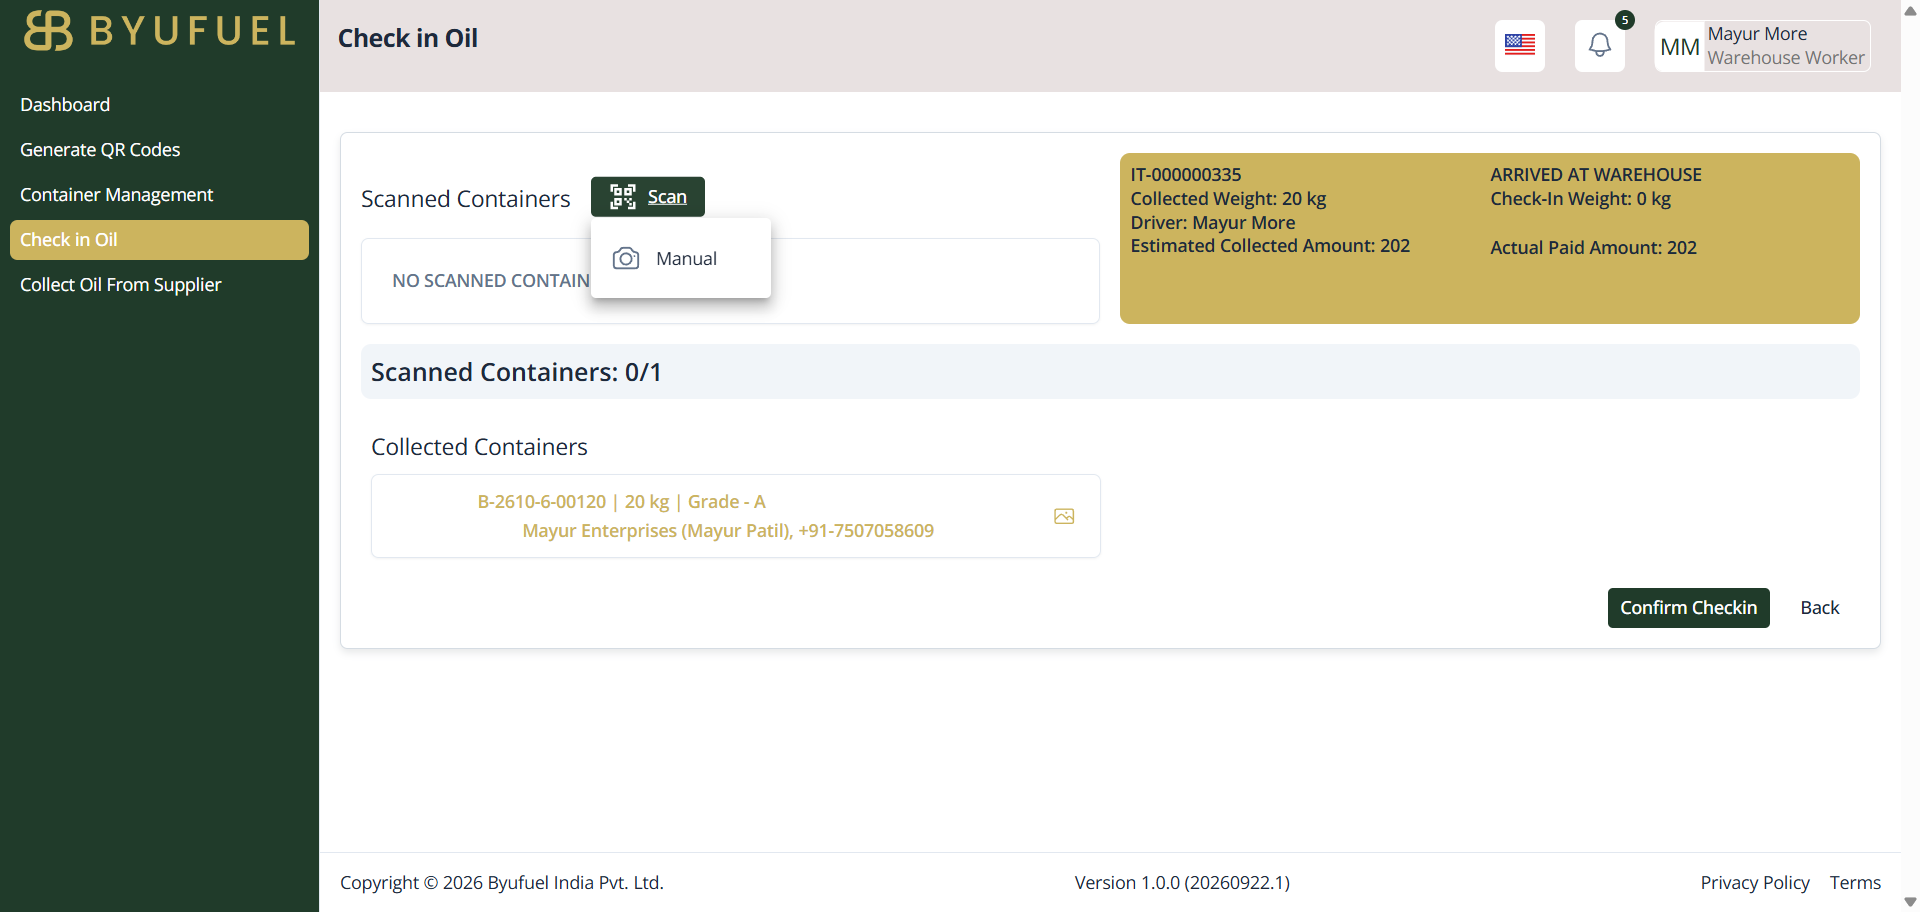 BYUFUEL
Dashboard
Generate QR Codes
Container Management
Check in Oil
Collect Oil From Supplier
Check in Oil
5
MM
Mayur More
Warehouse Worker
Scanned Containers
Scan
Manual
NO SCANNED CONTAIN
IT-000000335
Collected Weight: 20 kg
Driver: Mayur More
Estimated Collected Amount: 202
ARRIVED AT WAREHOUSE
Check-In Weight: 0 kg
Actual Paid Amount: 202
Scanned Containers: 0/1
Collected Containers
B-2610-6-00120 | 20 kg | Grade - A
Mayur Enterprises (Mayur Patil), +91-7507058609
Confirm Checkin
Back
Copyright © 2026 Byufuel India Pvt. Ltd.
Version 1.0.0 (20260922.1)
Privacy Policy
Terms